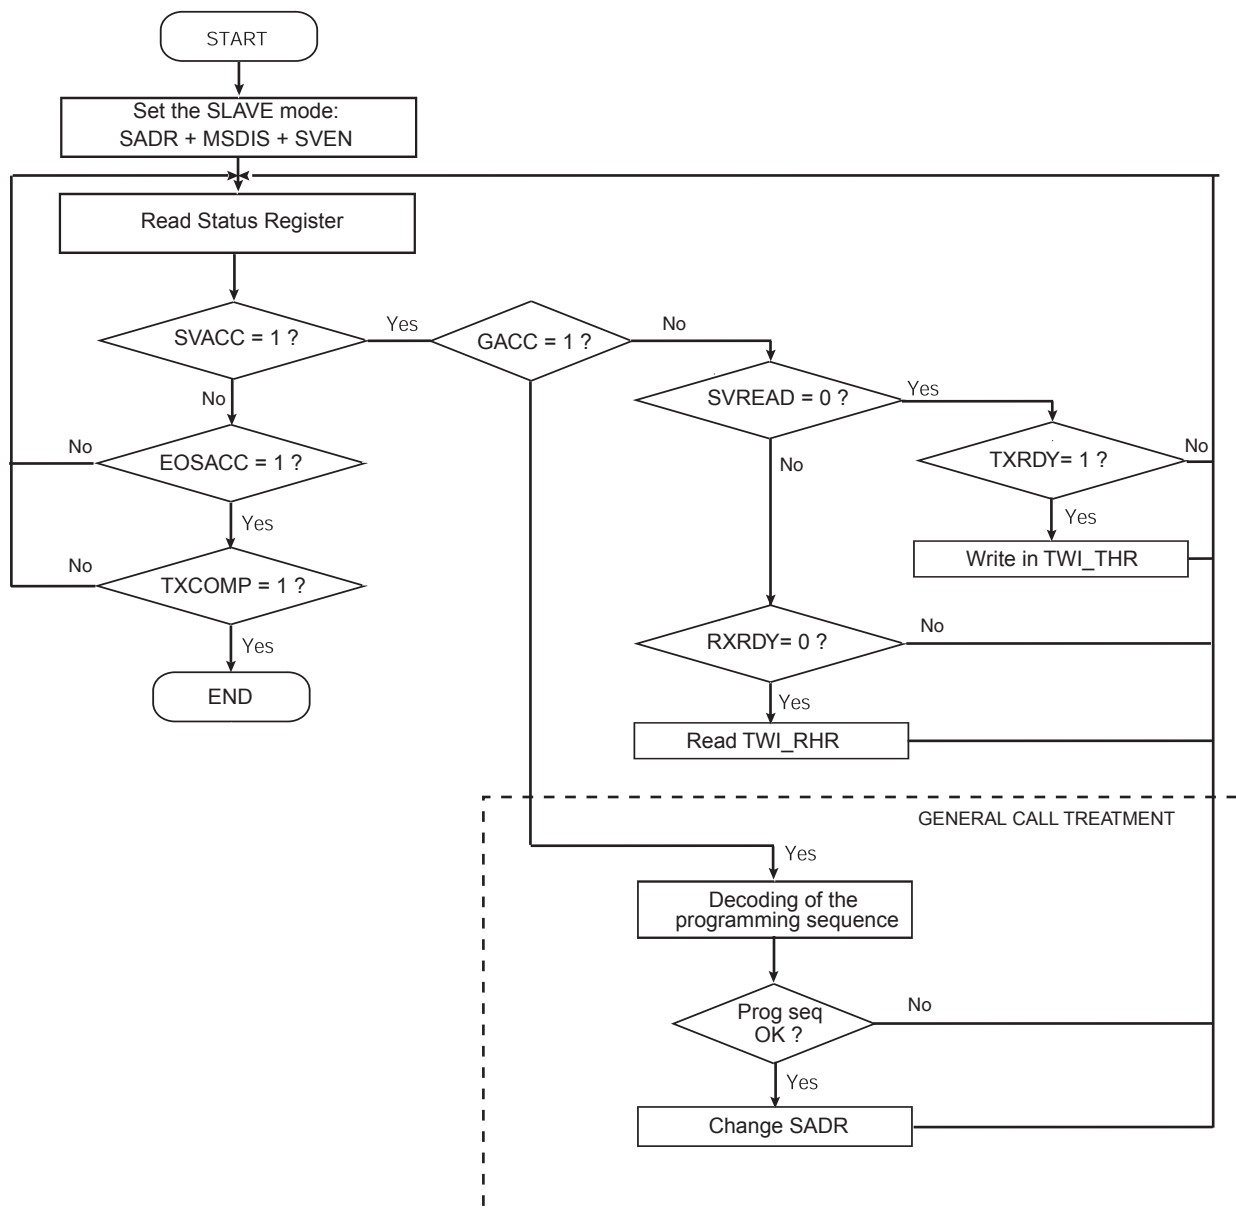 START
Set the SLAVE mode:
SADR + MSDIS + SVEN
Read Status Register
SVACC = 1 ?
Yes
GACC = 1 ?
No
SVREAD = 0 ?
Yes
No
EOSACC = 1 ?
No
No
TXRDY= 1 ?
No
Yes
Yes
Write in TWI_THR
TXCOMP = 1 ?
No
RXRDY= 0 ?
No
Yes
Yes
END
Read TWI_RHR
GENERAL CALL TREATMENT
Yes
Decoding of the
programming sequence
Prog seq
OK ?
No
Yes
Change SADR